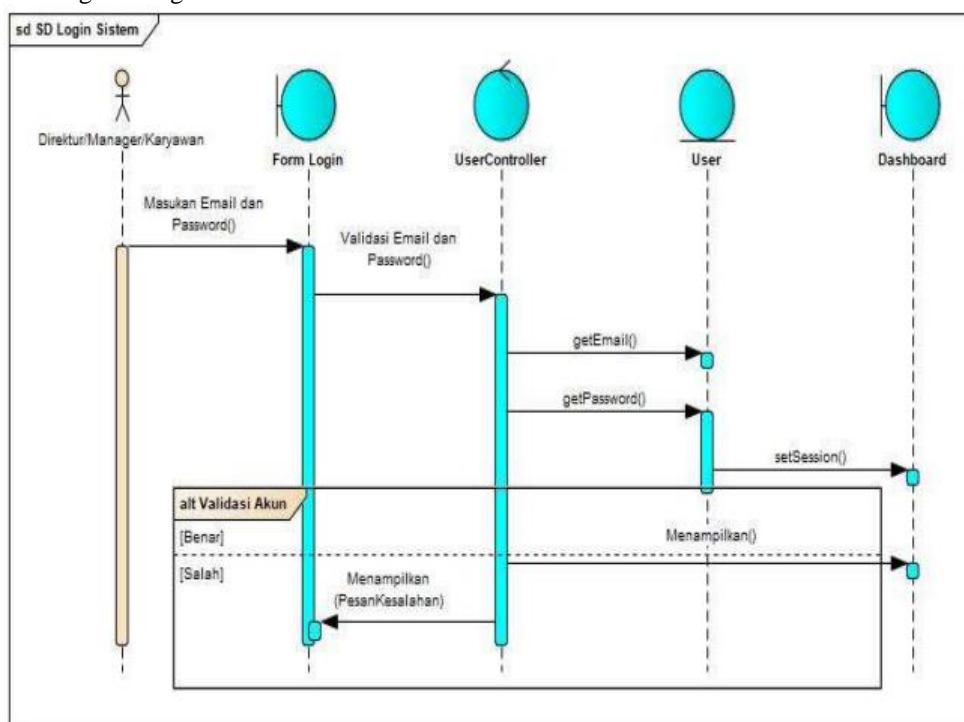 sd SD Login Sistem
Direktur/Manager/Karyawan
Form Login
UserController
User
Dashboard
Masukan Email dan
Password()
Validasi Email dan
Password()
getEmail()
getPassword()
setSession()
alt Validasi Akun
[Benar]
Menampilkan()
[Salah]
Menampilkan
(PesanKesalahan)